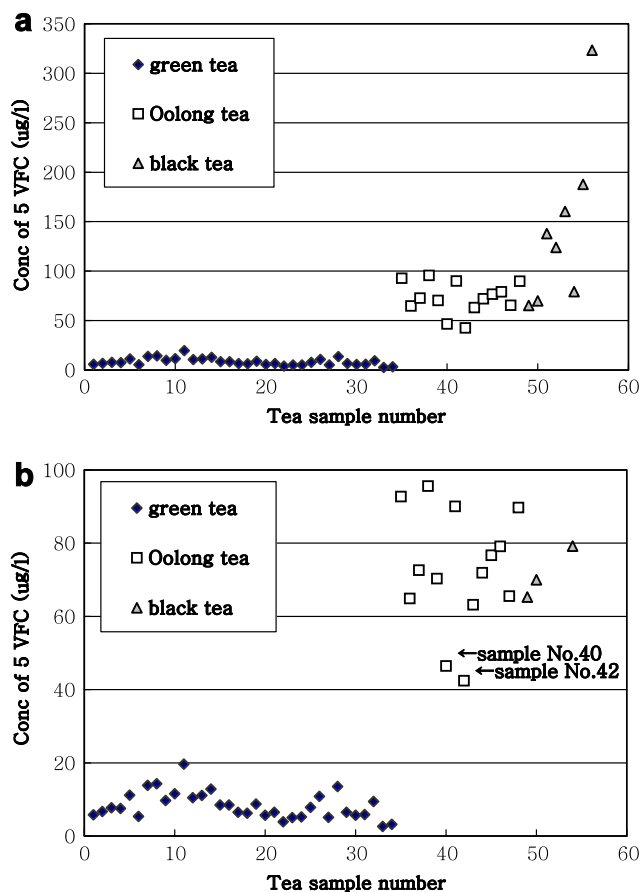 a
350
300
250
200
150
100
50
0
Conc of 5 VFC (ug/l)
green tea
Oolong tea
black tea
0 10 20 30 40 50 60
Tea sample number
b
100
80
60
40
20
0
Conc of 5 VFC (ug/l)
green tea
Oolong tea
black tea
sample No.40
sample No.42
0 10 20 30 40 50 60
Tea sample number